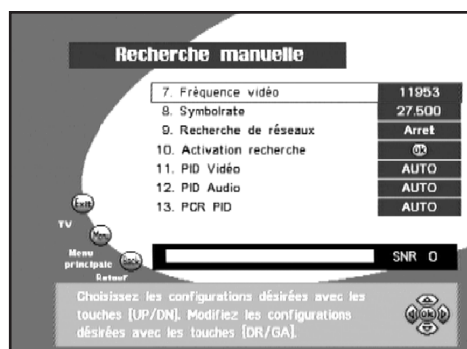 Recherche manuelle
7. Fréquence vidéo 11953
8. Symbolrate 27.500
9. Recherche de réseaux Arret
10. Activation recherche Ok
11. PID Vidéo AUTO
12. PID Audio AUTO
13. PCR PID AUTO
Exit
TV
Menu
Menu principale
Back
Retour
SNR 0
Choisissez les configurations désirées avec les
touches [UP/DN]. Modifiez les configurations
désirées avec les touches [DR/GA].
Ok